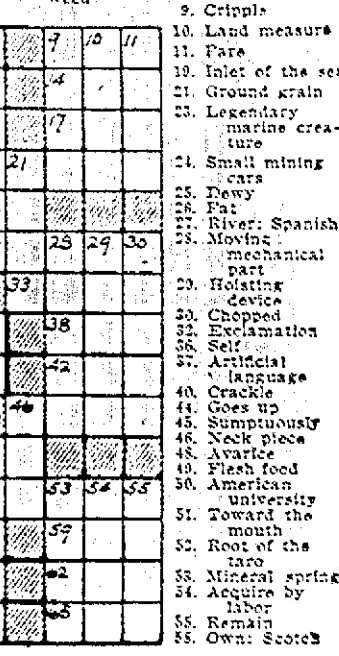 9. Cripple
10. Land measure
11. Fare
19. Inlet of the sea
21. Ground grain
23. Legendary
marine crea-
ture
24. Small mining
cars
25. Dewy
26. Fat
27. River: Spanish
28. Moving
mechanical
part
29. Hoisting
device
30. Chopped
32. Exclamation
36. Self
37. Artificial
language
40. Crackle
44. Goes up
45. Sumptuously
46. Neck piece
48. Avarice
49. Flesh food
50. American
university
51. Toward the
mouth
52. Root of the
taro
53. Mineral spring
54. Acquire by
labor
55. Remain
55. Own: Scotch
9 10 11
14
17
21
28 29 30
33
38
42
46
53 54 55
59
62
65